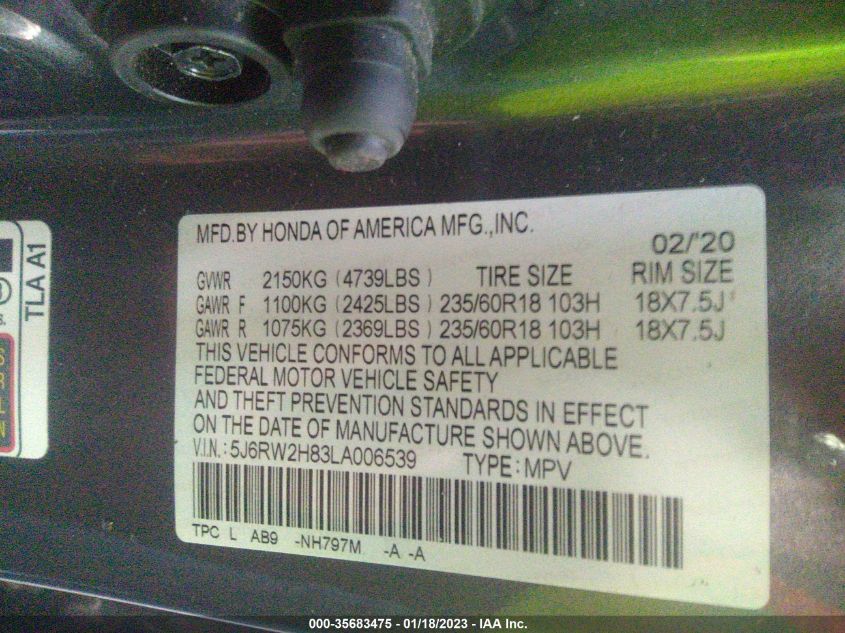 MFD.BY HONDA OF AMERICA MFG.,INC.
02/'20
GVWR 2150KG (4739LBS) TIRE SIZE RIM SIZE
GAWR F 1100KG (2425LBS) 235/60R18 103H 18X7.5J
GAWR R 1075KG (2369LBS) 235/60R18 103H 18X7.5J
THIS VEHICLE CONFORMS TO ALL APPLICABLE
FEDERAL MOTOR VEHICLE SAFETY
AND THEFT PREVENTION STANDARDS IN EFFECT
ON THE DATE OF MANUFACTURE SHOWN ABOVE.
V.I.N.: 5J6RW2H83LA006539 TYPE: MPV
TPC L AB9 -NH797M -A -A
TLA A1
000-35683475 - 01/18/2023 - IAA Inc.